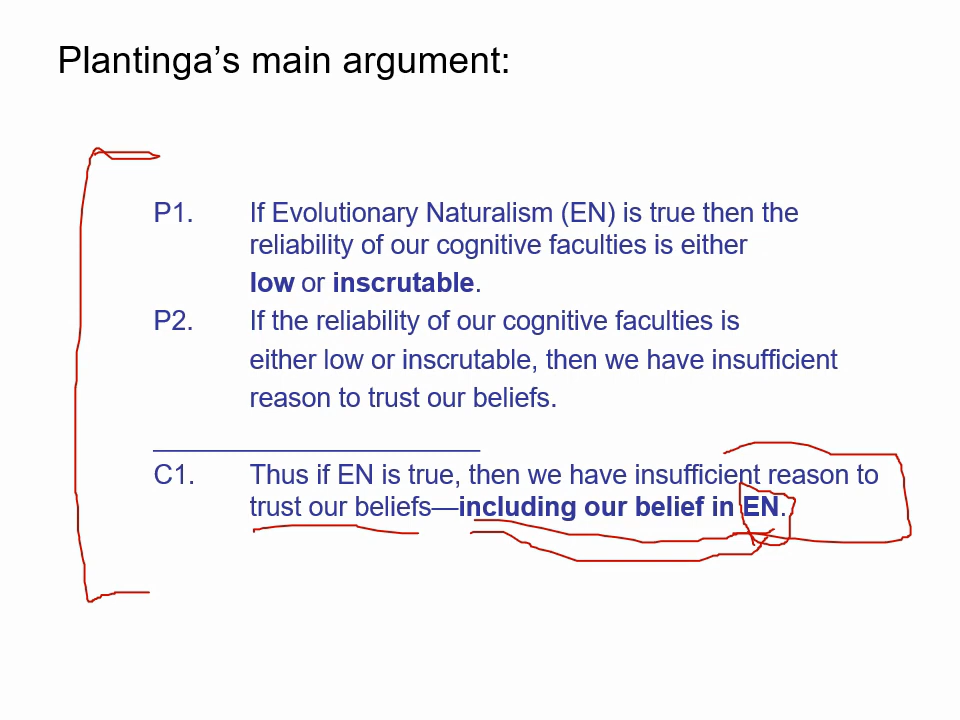 Plantinga's main argument:
P1. If Evolutionary Naturalism (EN) is true then the
reliability of our cognitive faculties is either
low or inscrutable.
P2. If the reliability of our cognitive faculties is
either low or inscrutable, then we have insufficient
reason to trust our beliefs.
C1. Thus if EN is true, then we have insufficient reason to
trust our beliefs—including our belief in EN.